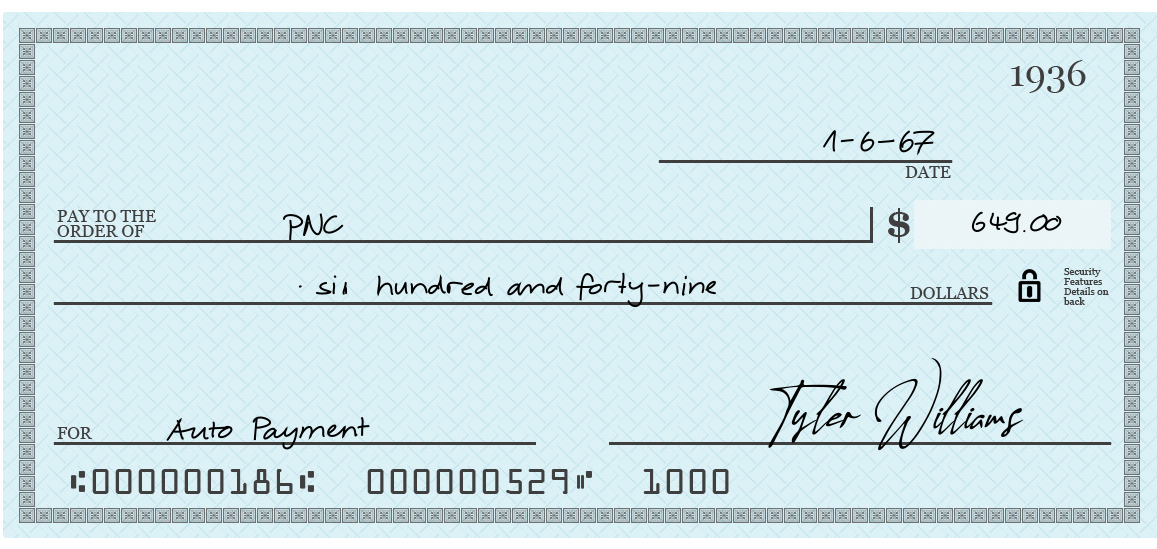 1936
1-6-67
DATE
PAY TO THE
ORDER OF PNC $ 649.00
hundred and forty-nine DOLLARS
Security
Features
Details on
back
FOR Auto Payment Tyler Williams
⑆000000186⑆ 000000529⑈ 1000